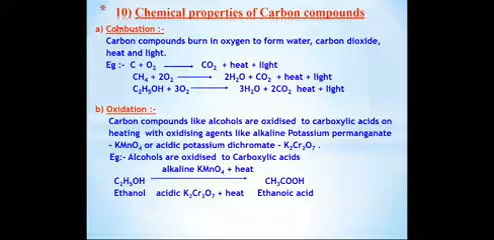 * 10) Chemical properties of Carbon compounds
a) Combustion :-
Carbon compounds burn in oxygen to form water, carbon dioxide,
heat and light.
Eg :- C + O₂ ⟶ CO₂ + heat + light
CH₄ + 2O₂ ⟶ 2H₂O + CO₂ + heat + light
C₂H₅OH + 3O₂ ⟶ 3H₂O + 2CO₂ heat + light
b) Oxidation :-
Carbon compounds like alcohols are oxidised to carboxylic acids on
heating with oxidising agents like alkaline Potassium permanganate
- KMnO₄ or acidic potassium dichromate - K₂Cr₂O₇ .
Eg:- Alcohols are oxidised to Carboxylic acids
alkaline KMnO₄ + heat
C₂H₅OH ⟶ CH₃COOH
Ethanol acidic K₂Cr₂O₇ + heat Ethanoic acid